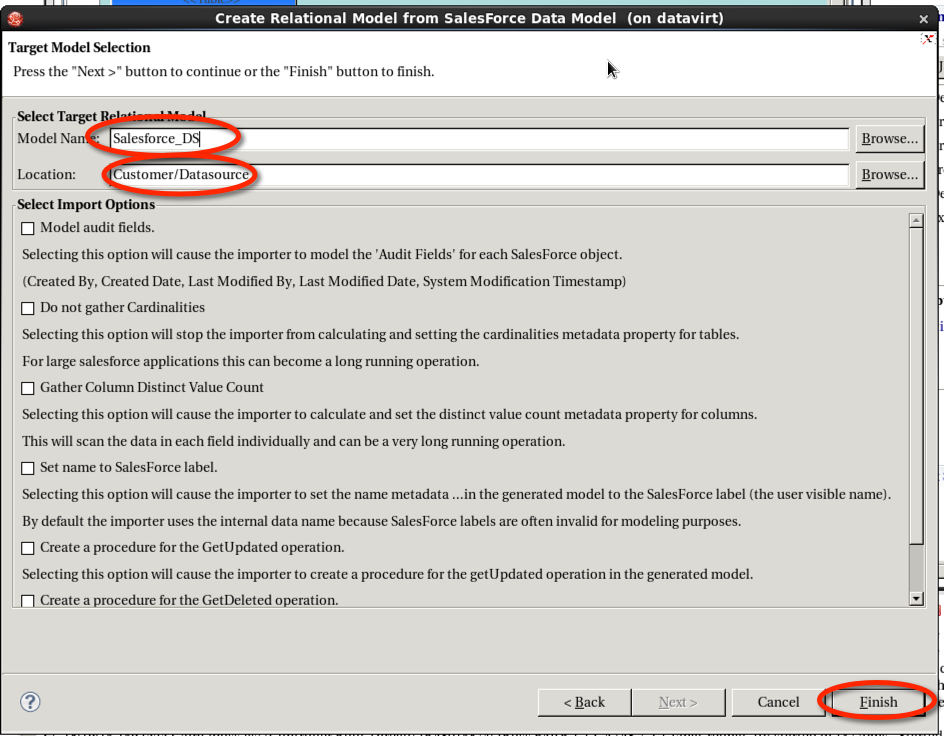 Create Relational Model from SalesForce Data Model (on datavirt)
Target Model Selection
Press the "Next >" button to continue or the "Finish" button to finish.
Select Target Relational Model
Model Name: Salesforce_DS Browse...
Location: Customer/Datasource Browse...
Select Import Options
Model audit fields.
Selecting this option will cause the importer to model the 'Audit Fields' for each SalesForce object.
(Created By, Created Date, Last Modified By, Last Modified Date, System Modification Timestamp)
Do not gather Cardinalities
Selecting this option will stop the importer from calculating and setting the cardinalities metadata property for tables.
For large salesforce applications this can become a long running operation.
Gather Column Distinct Value Count
Selecting this option will cause the importer to calculate and set the distinct value count metadata property for columns.
This will scan the data in each field individually and can be a very long running operation.
Set name to SalesForce label.
Selecting this option will cause the importer to set the name metadata ...in the generated model to the SalesForce label (the user visible name).
By default the importer uses the internal data name because SalesForce labels are often invalid for modeling purposes.
Create a procedure for the GetUpdated operation.
Selecting this option will cause the importer to create a procedure for the getUpdated operation in the generated model.
Create a procedure for the GetDeleted operation.
< Back Next > Cancel Finish